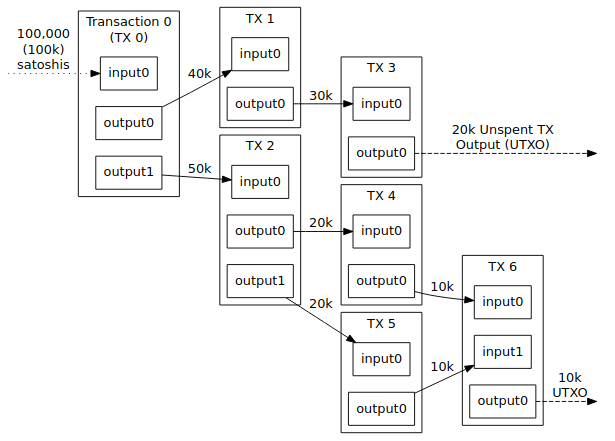 Transaction 0
(TX 0)
100,000
(100k)
satoshis
input0
output0
output1
40k
50k
TX 1
input0
output0
30k
TX 2
input0
output0
output1
20k
20k
TX 3
input0
output0
20k Unspent TX
Output (UTXO)
TX 4
input0
output0
10k
TX 5
input0
output0
10k
TX 6
input0
input1
output0
10k
UTXO